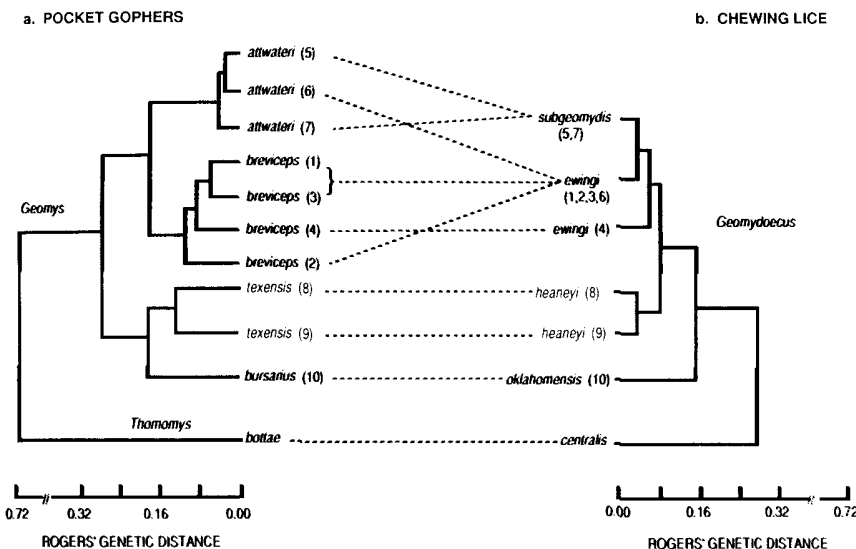 a. POCKET GOPHERS
b. CHEWING LICE
attwateri (5)
attwateri (6)
attwateri (7)
breviceps (1)
breviceps (3)
breviceps (4)
breviceps (2)
texensis (8)
texensis (9)
bursarius (10)
bottae
Geomys
Thomomys
subgeomydis
(5,7)
ewingi
(1,2,3,6)
ewingi (4)
heaneyi (8)
heaneyi (9)
oklahomensis (10)
centralis
Geomydoecus
0.72 0.32 0.16 0.00
ROGERS' GENETIC DISTANCE
0.00 0.16 0.32 0.72
ROGERS' GENETIC DISTANCE